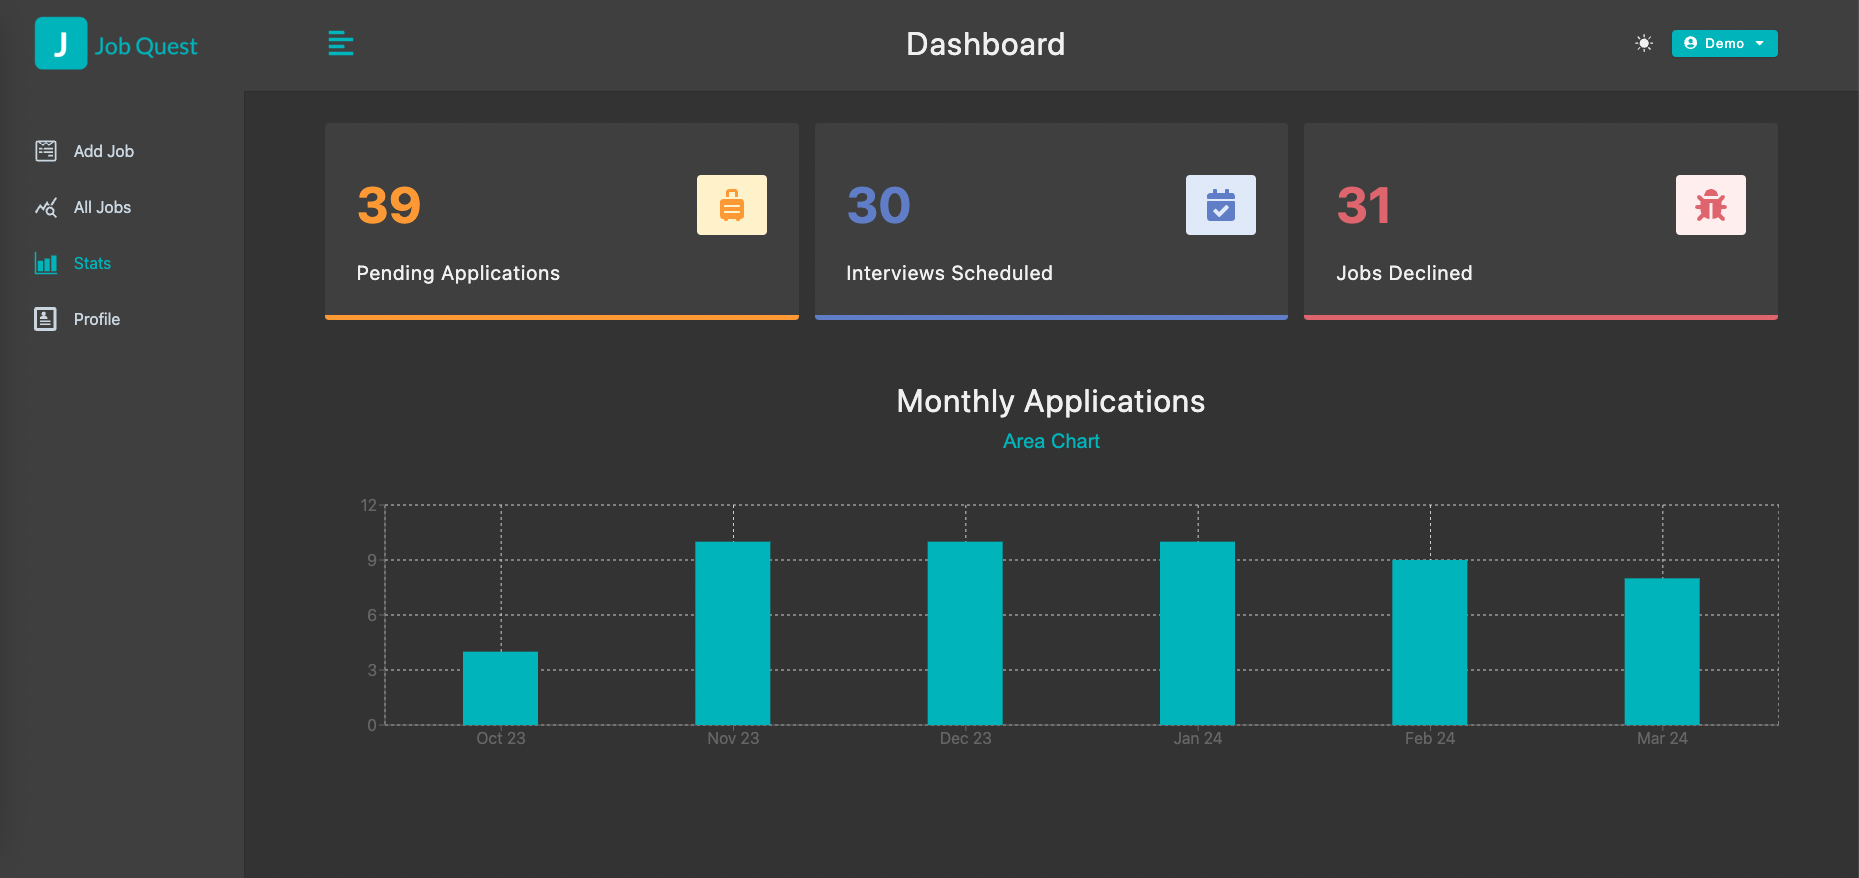 J Job Quest
Dashboard
Demo
Add Job
All Jobs
Stats
Profile
39
Pending Applications
30
Interviews Scheduled
31
Jobs Declined
Monthly Applications
Area Chart
12
9
6
3
0
Oct 23 Nov 23 Dec 23 Jan 24 Feb 24 Mar 24